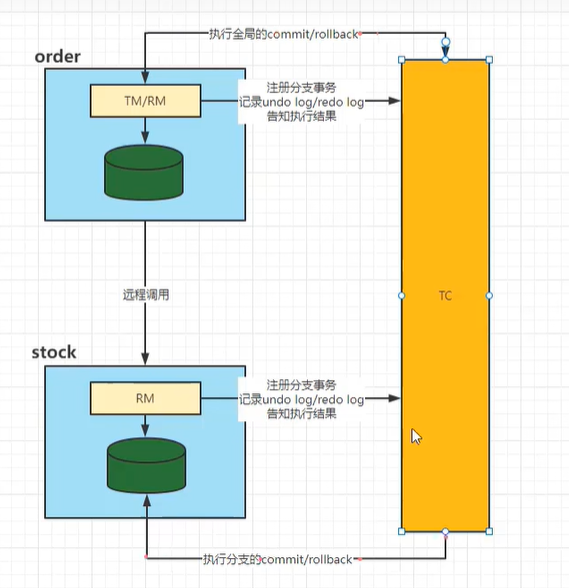 执行全局的commit/rollback
order
TM/RM
注册分支事务
记录undo log/redo log
告知执行结果
远程调用
TC
stock
RM
注册分支事务
记录undo log/redo log
告知执行结果
执行分支的commit/rollback